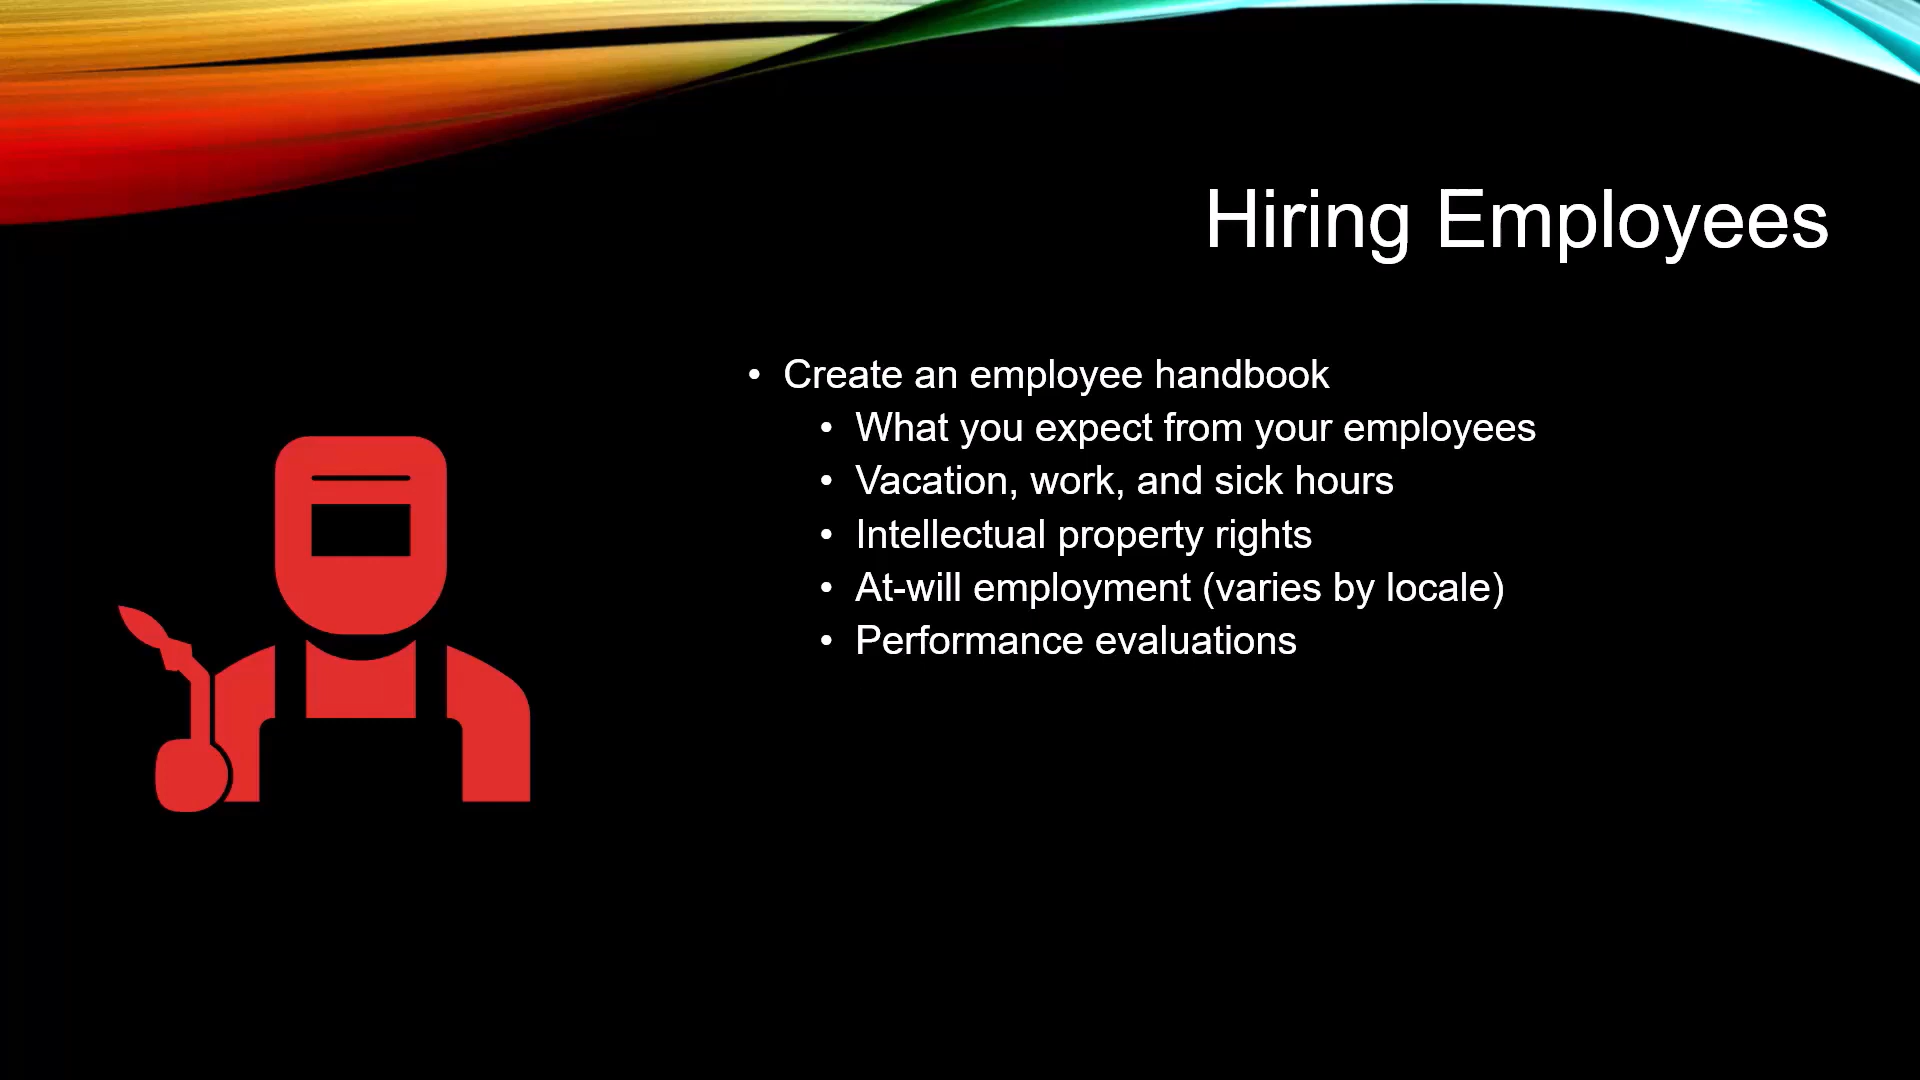 Hiring Employees
• Create an employee handbook
• What you expect from your employees
• Vacation, work, and sick hours
• Intellectual property rights
• At-will employment (varies by locale)
• Performance evaluations